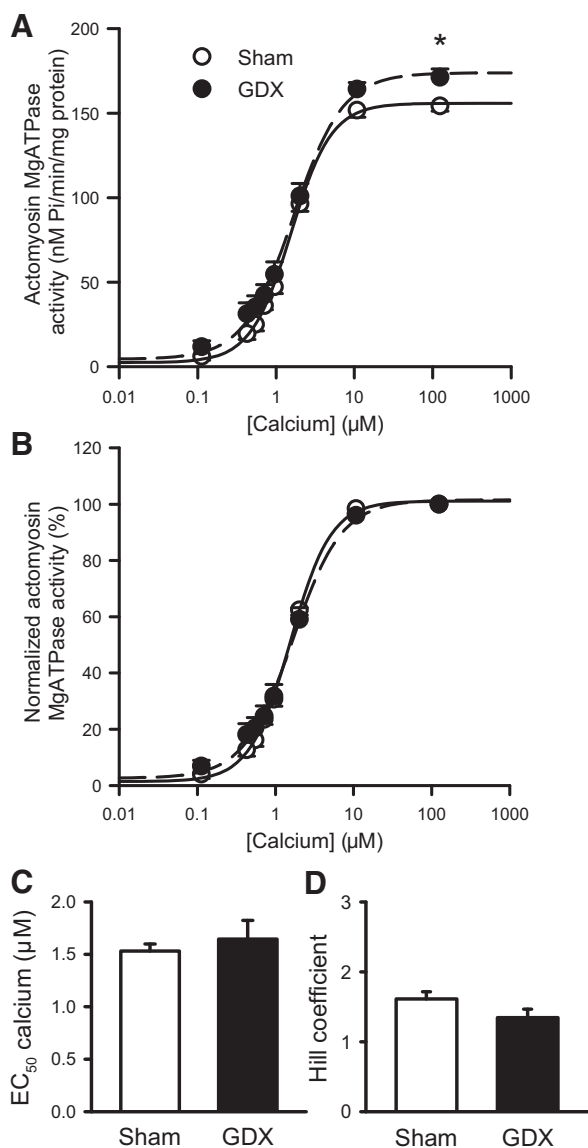 A
Actomyosin MgATPase
activity (nM Pi/min/mg protein)
200
150
100
50
0
Sham
GDX
*
0.01 0.1 1 10 100 1000
[Calcium] (µM)
B
Normalized actomyosin
MgATPase activity (%)
120
100
80
60
40
20
0
0.01 0.1 1 10 100 1000
[Calcium] (µM)
C
EC50 calcium (µM)
2.0
1.5
1.0
0.5
0.0
Sham GDX
D
Hill coefficient
3
2
1
0
Sham GDX